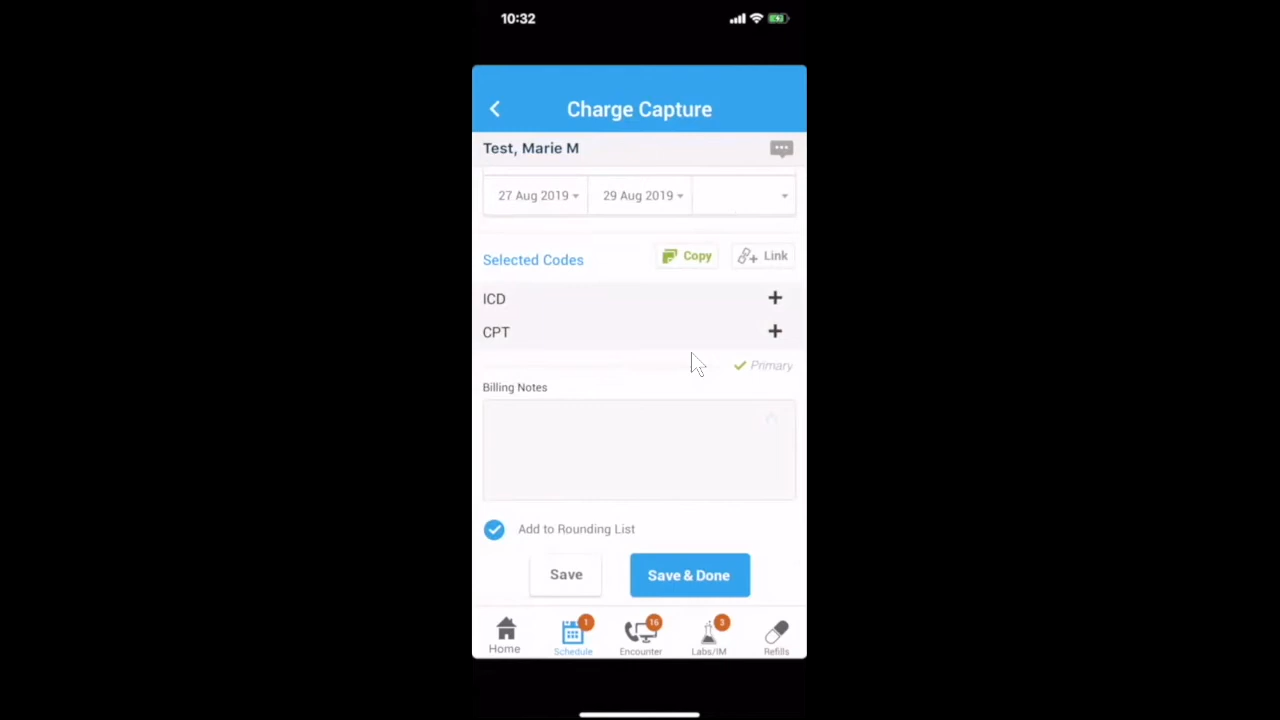 10:32
Charge Capture
Test, Marie M
27 Aug 2019 29 Aug 2019
Selected Codes Copy Link
ICD
CPT
Primary
Billing Notes
Add to Rounding List
Save Save & Done
1 16 3
Home Schedule Encounter Labs/IM Refills